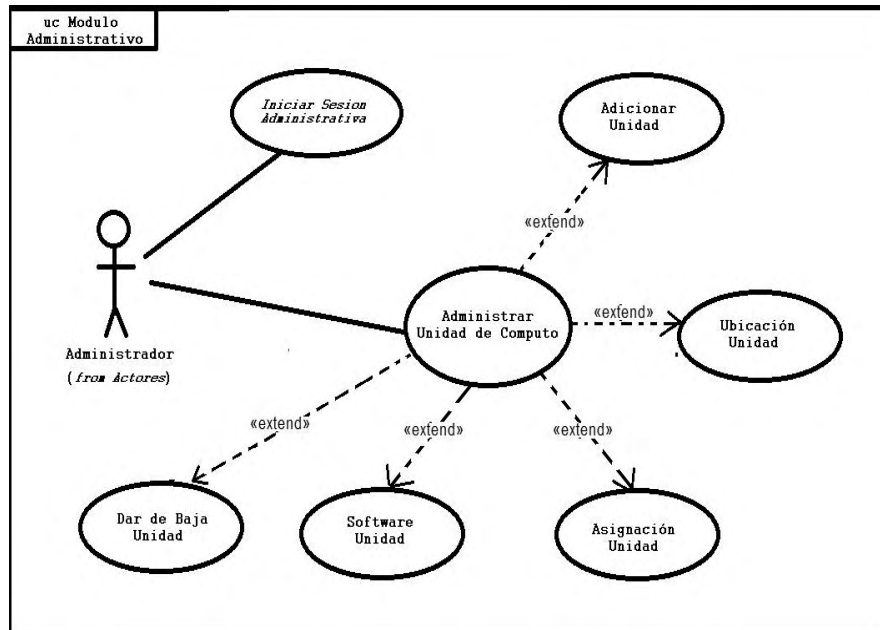 uc Modulo
Administrativo
Iniciar Sesion
Administrativa
Adicionar
Unidad
«extend»
Administrar
Unidad de Computo
«extend»
Ubicación
Unidad
Administrador
(from Actores)
«extend»
«extend»
«extend»
Dar de Baja
Unidad
Software
Unidad
Asignación
Unidad